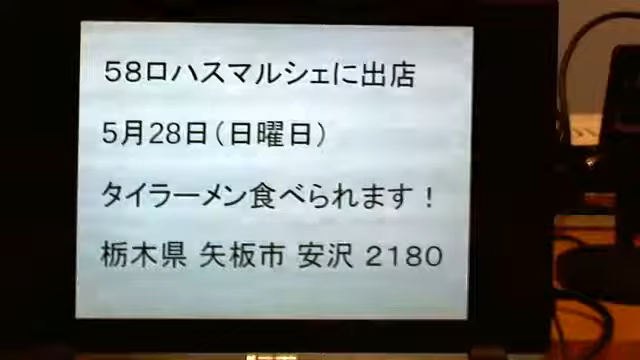 58ロハスマルシェに出店
5月28日(日曜日)
タイラーメン食べられます！
栃木県 矢板市 安沢 2180